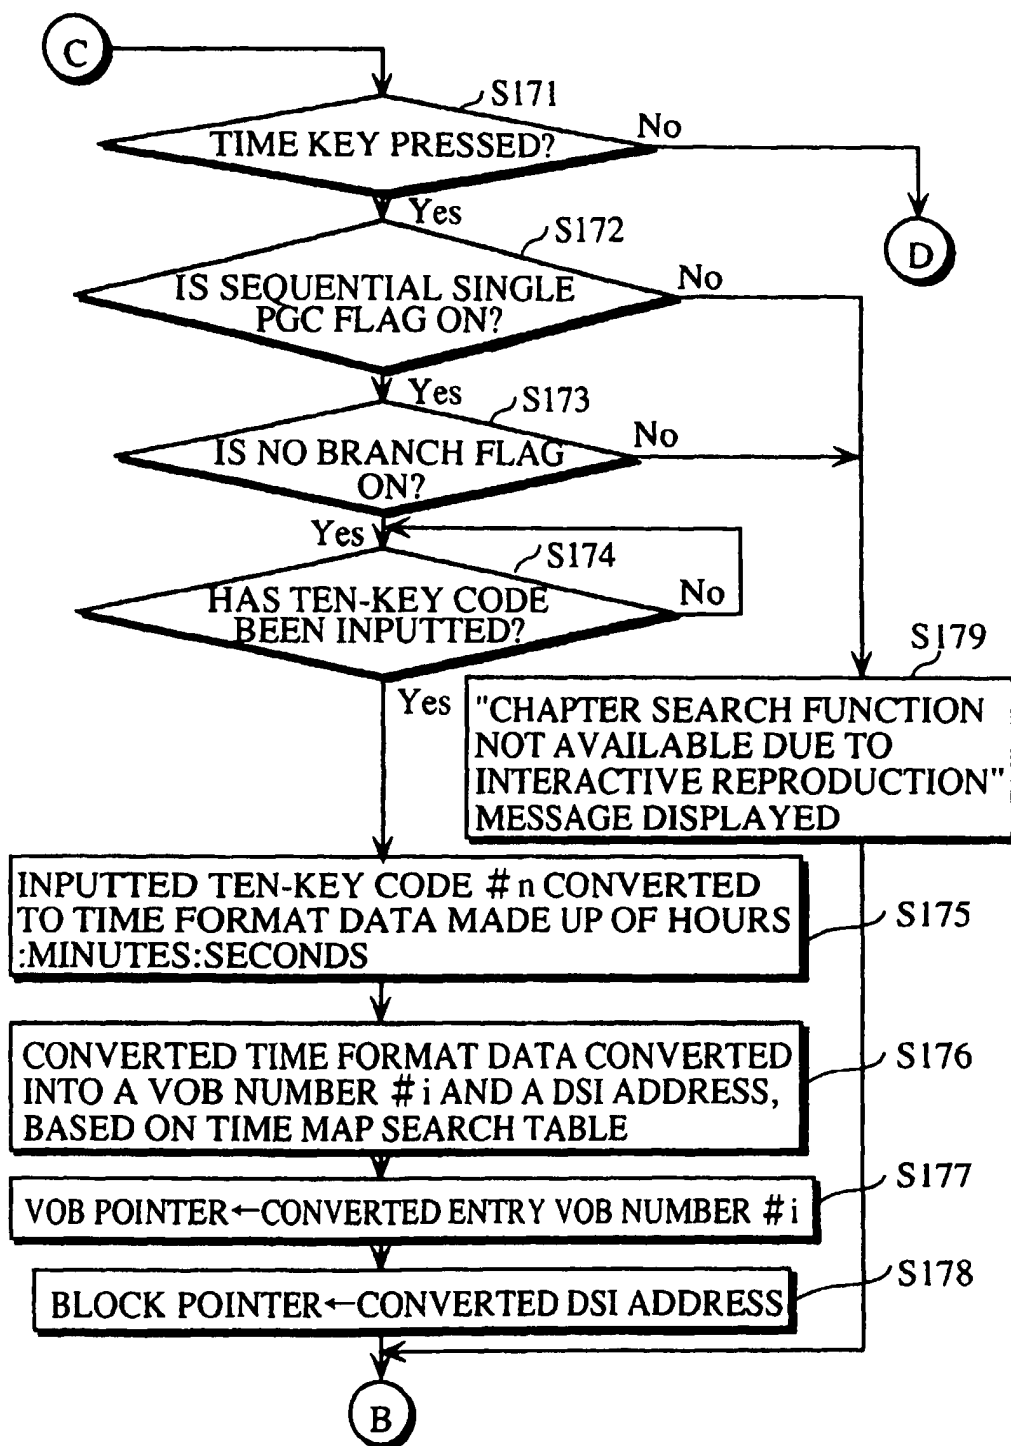 C
S171
TIME KEY PRESSED?
No
Yes
D
S172
IS SEQUENTIAL SINGLE
PGC FLAG ON?
No
Yes
S173
IS NO BRANCH FLAG
ON?
No
Yes
S174
HAS TEN-KEY CODE
BEEN INPUTTED?
No
Yes
S179
"CHAPTER SEARCH FUNCTION
NOT AVAILABLE DUE TO
INTERACTIVE REPRODUCTION"
MESSAGE DISPLAYED
INPUTTED TEN-KEY CODE #n CONVERTED
TO TIME FORMAT DATA MADE UP OF HOURS
:MINUTES:SECONDS
S175
CONVERTED TIME FORMAT DATA CONVERTED
INTO A VOB NUMBER #i AND A DSI ADDRESS,
BASED ON TIME MAP SEARCH TABLE
S176
VOB POINTER←CONVERTED ENTRY VOB NUMBER #i
S177
BLOCK POINTER←CONVERTED DSI ADDRESS
S178
B